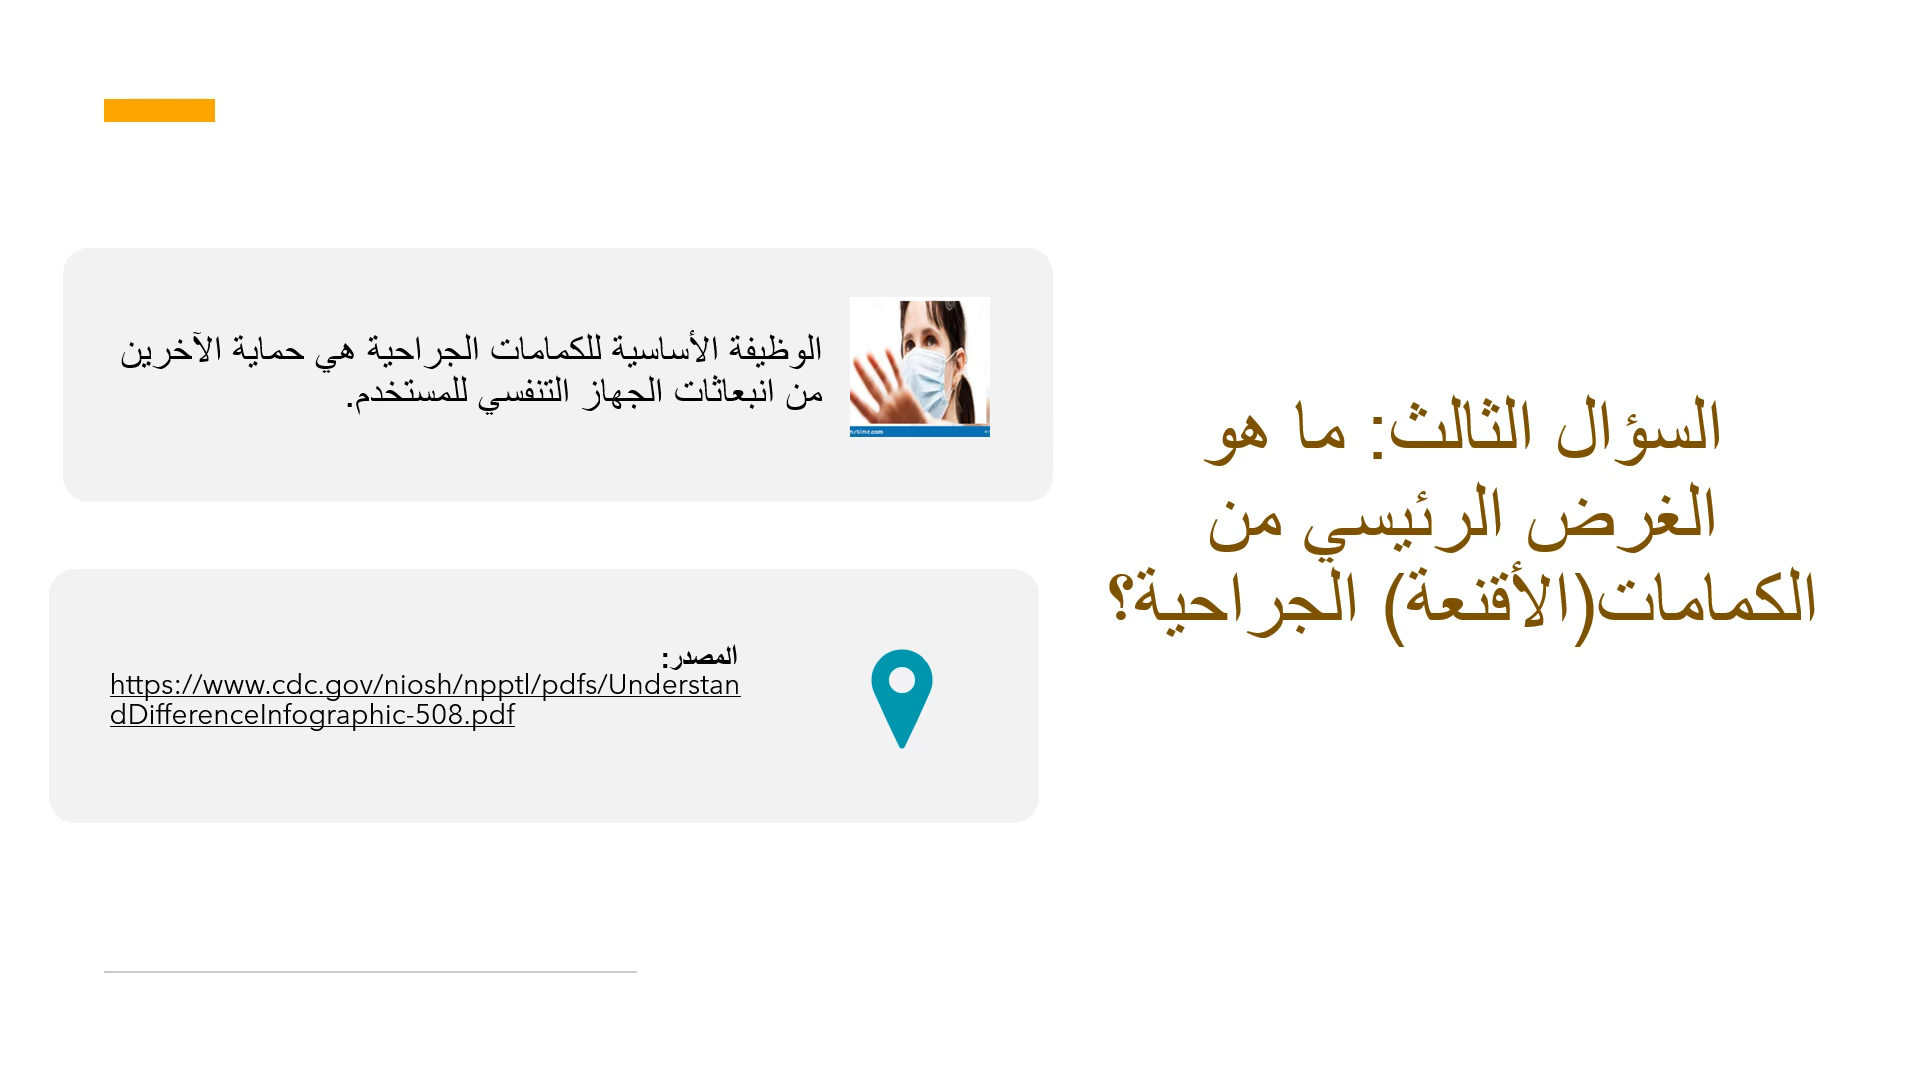 السؤال الثالث: ما هو
الغرض الرئيسي من
الكمامات(الأقنعة) الجراحية؟
الوظيفة الأساسية للكمامات الجراحية هي حماية الآخرين
من انبعاثات الجهاز التنفسي للمستخدم.
المصدر:
https://www.cdc.gov/niosh/npptl/pdfs/Understan
dDifferenceInfographic-508.pdf